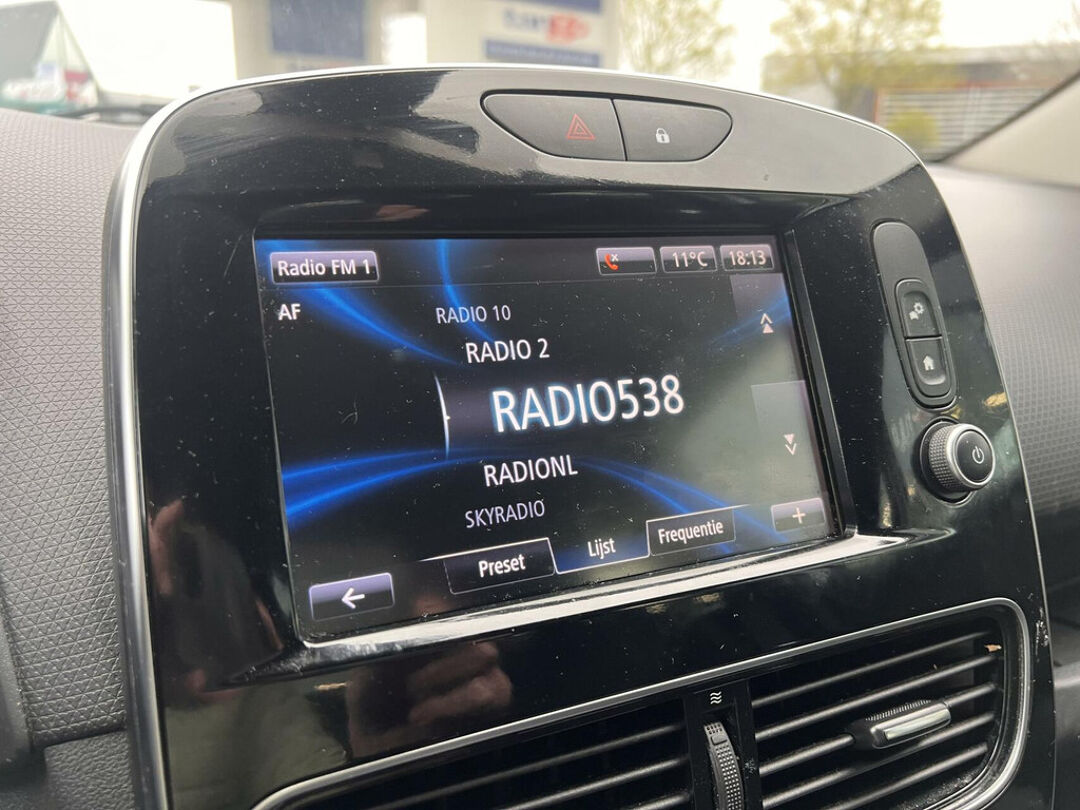 Radio FM 1
11°C
18:13
AF
RADIO 10
RADIO 2
RADIO538
RADIONL
SKYRADIO
Preset
Lijst
Frequentie
+